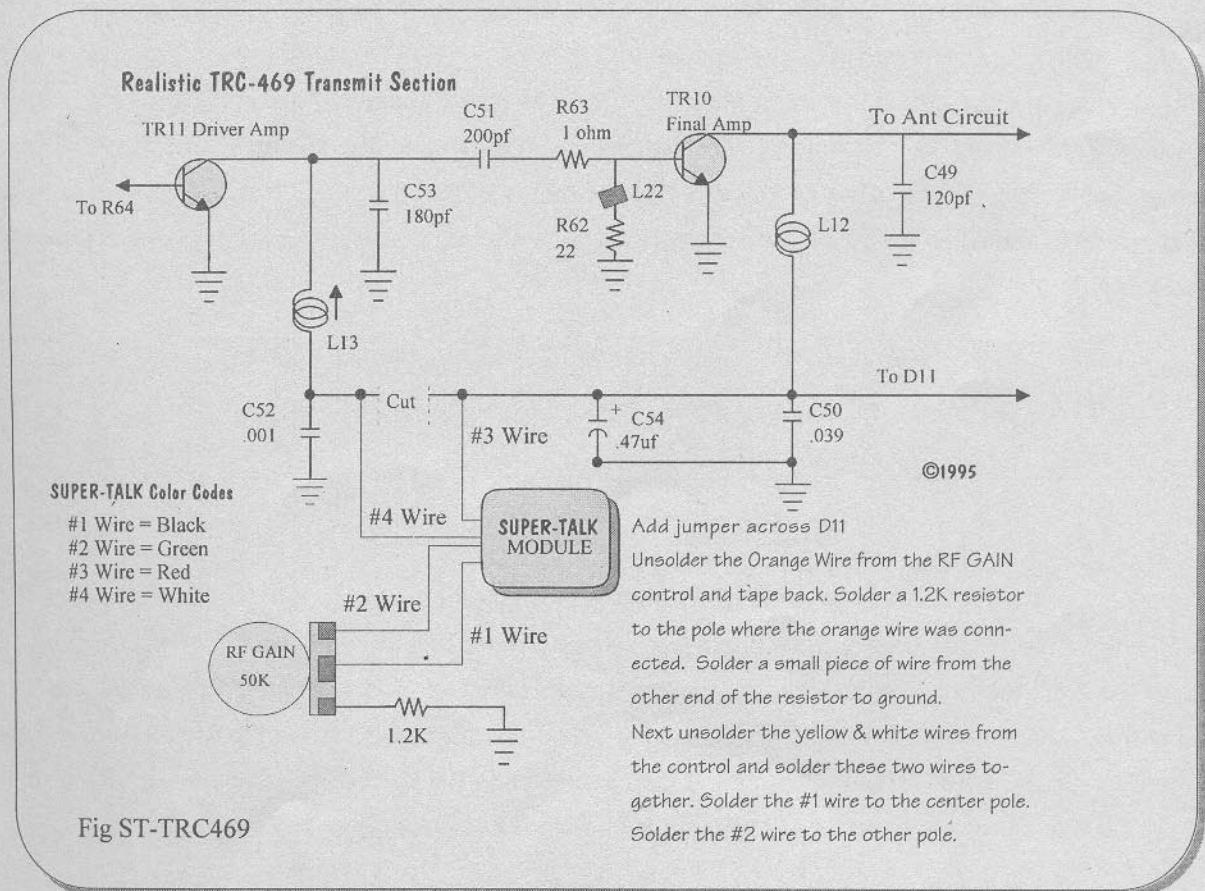 Realistic TRC-469 Transmit Section
TR11 Driver Amp
To R64
C53
180pf
C51
200pf
R63
1 ohm
L22
R62
22
TR10
Final Amp
To Ant Circuit
C49
120pf
L12
L13
To D11
C52
.001
Cut
#3 Wire
+
C54
.47uf
C50
.039
©1995
SUPER-TALK Color Codes
#1 Wire = Black
#2 Wire = Green
#3 Wire = Red
#4 Wire = White
#4 Wire
SUPER-TALK
MODULE
#2 Wire
#1 Wire
RF GAIN
50K
1.2K
Add jumper across D11
Unsolder the Orange Wire from the RF GAIN
control and tape back. Solder a 1.2K resistor
to the pole where the orange wire was conn-
ected. Solder a small piece of wire from the
other end of the resistor to ground.
Next unsolder the yellow & white wires from
the control and solder these two wires to-
gether. Solder the #1 wire to the center pole.
Solder the #2 wire to the other pole.
Fig ST-TRC469